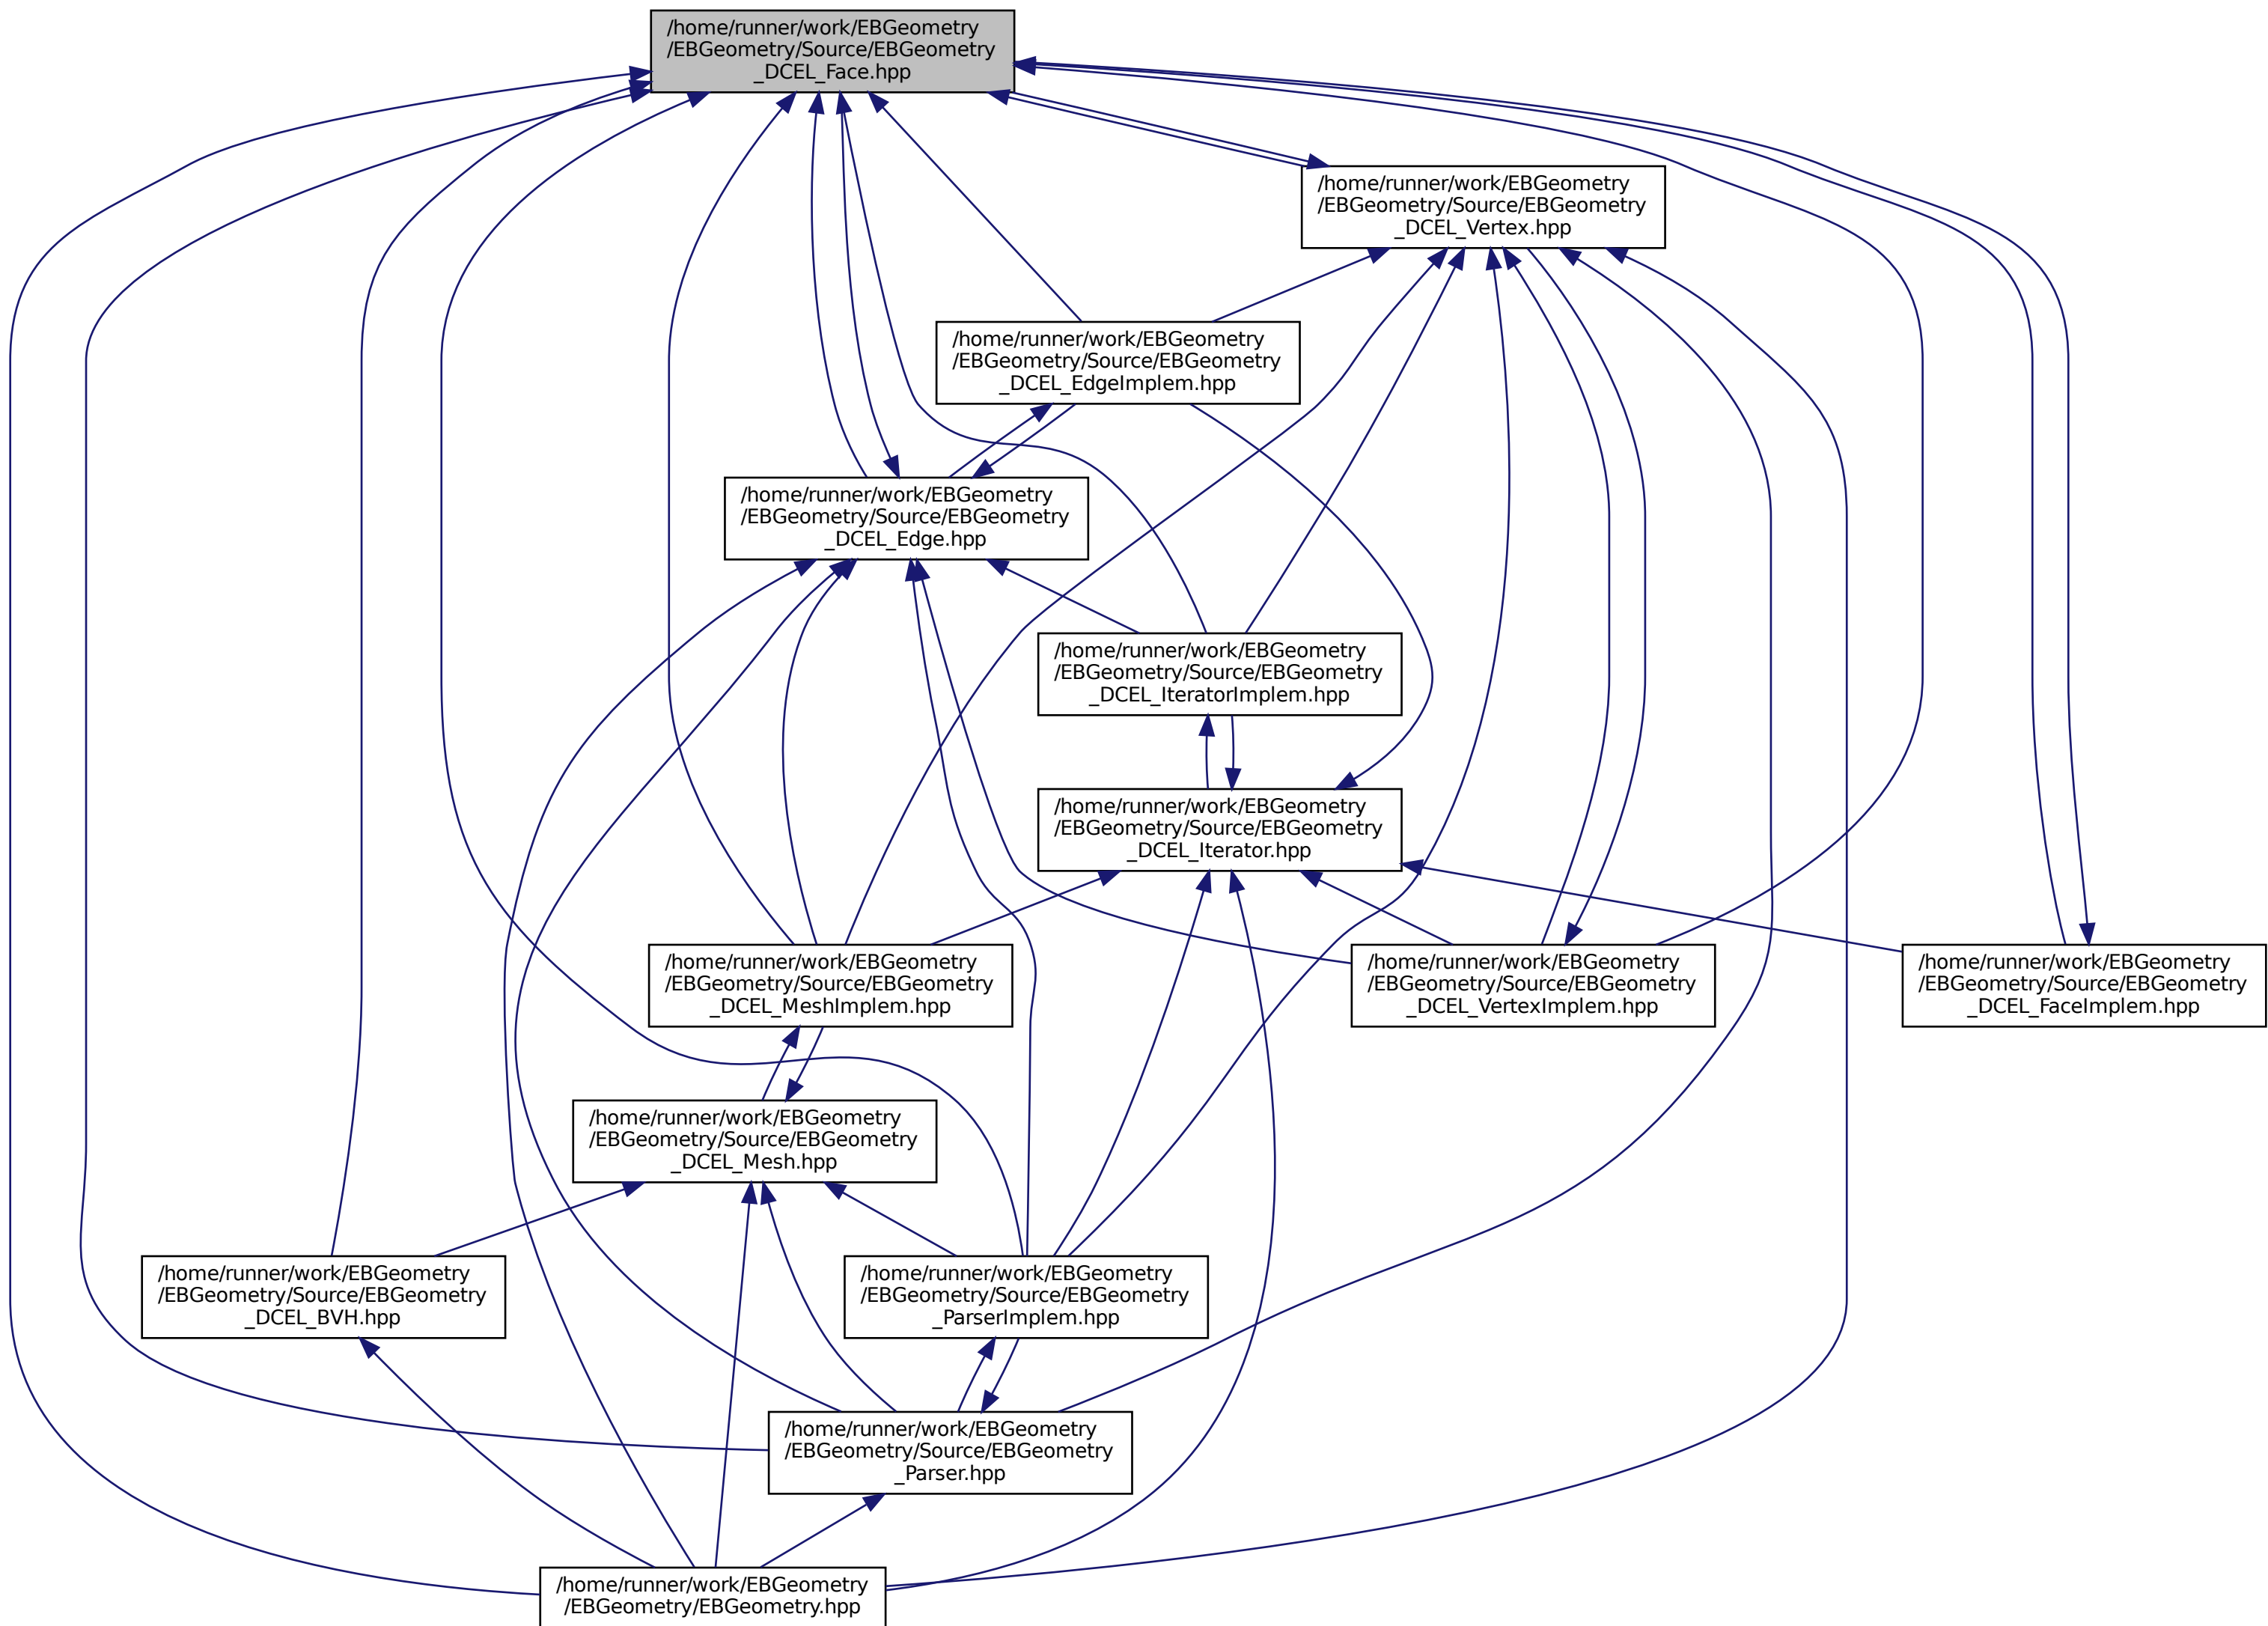 /home/runner/work/EBGeometry
/EBGeometry/Source/EBGeometry
_DCEL_Face.hpp
/home/runner/work/EBGeometry
/EBGeometry/Source/EBGeometry
_DCEL_Vertex.hpp
/home/runner/work/EBGeometry
/EBGeometry/Source/EBGeometry
_DCEL_EdgeImplem.hpp
/home/runner/work/EBGeometry
/EBGeometry/Source/EBGeometry
_DCEL_Edge.hpp
/home/runner/work/EBGeometry
/EBGeometry/Source/EBGeometry
_DCEL_IteratorImplem.hpp
/home/runner/work/EBGeometry
/EBGeometry/Source/EBGeometry
_DCEL_Iterator.hpp
/home/runner/work/EBGeometry
/EBGeometry/Source/EBGeometry
_DCEL_MeshImplem.hpp
/home/runner/work/EBGeometry
/EBGeometry/Source/EBGeometry
_DCEL_VertexImplem.hpp
/home/runner/work/EBGeometry
/EBGeometry/Source/EBGeometry
_DCEL_FaceImplem.hpp
/home/runner/work/EBGeometry
/EBGeometry/Source/EBGeometry
_DCEL_Mesh.hpp
/home/runner/work/EBGeometry
/EBGeometry/Source/EBGeometry
_DCEL_BVH.hpp
/home/runner/work/EBGeometry
/EBGeometry/Source/EBGeometry
_ParserImplem.hpp
/home/runner/work/EBGeometry
/EBGeometry/Source/EBGeometry
_Parser.hpp
/home/runner/work/EBGeometry
/EBGeometry/EBGeometry.hpp